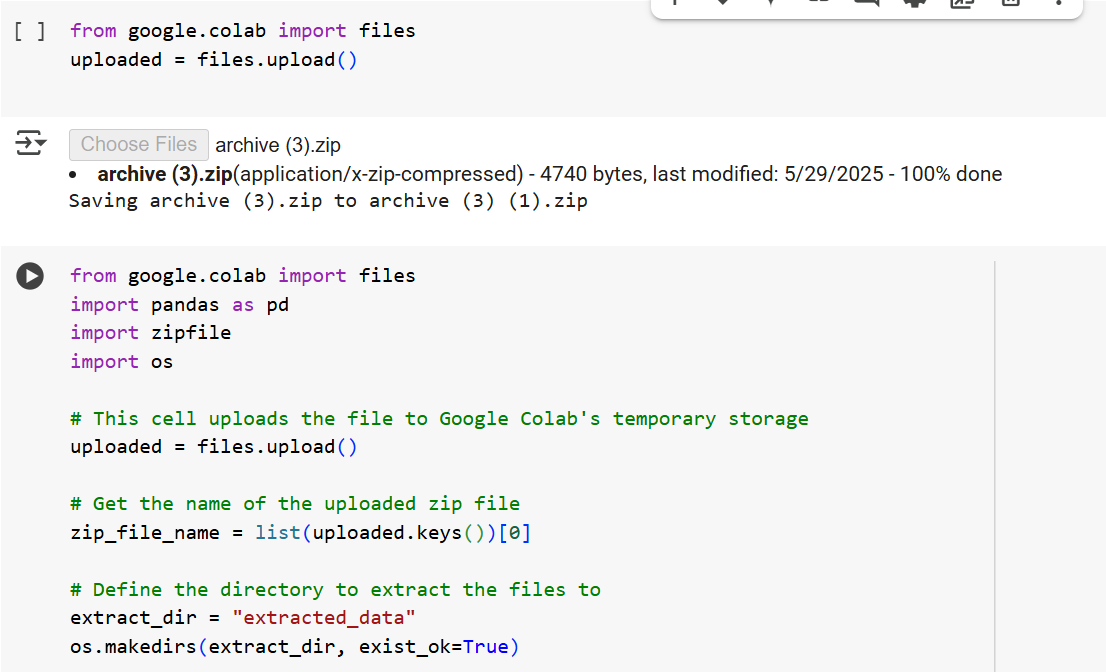 [ ] from google.colab import files
uploaded = files.upload()
Choose Files archive (3).zip
• archive (3).zip(application/x-zip-compressed) - 4740 bytes, last modified: 5/29/2025 - 100% done
Saving archive (3).zip to archive (3) (1).zip
from google.colab import files
import pandas as pd
import zipfile
import os
# This cell uploads the file to Google Colab's temporary storage
uploaded = files.upload()
# Get the name of the uploaded zip file
zip_file_name = list(uploaded.keys())[0]
# Define the directory to extract the files to
extract_dir = "extracted_data"
os.makedirs(extract_dir, exist_ok=True)